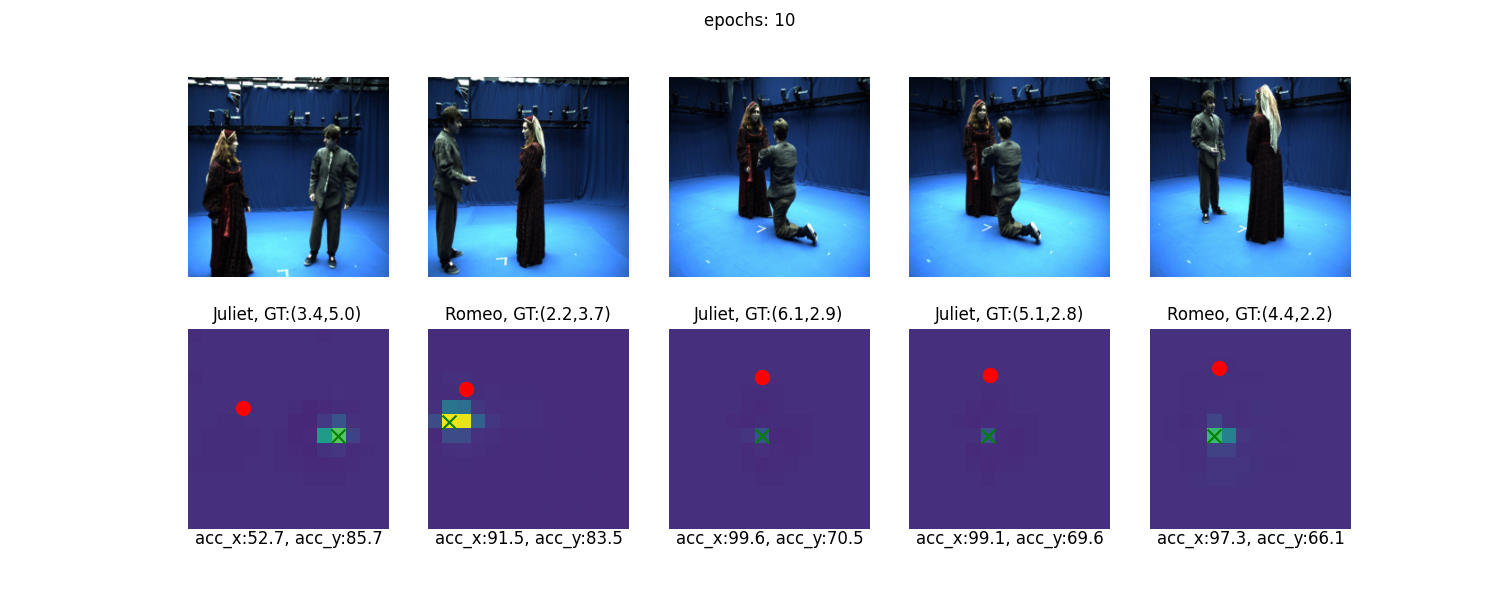 epochs: 10
Juliet, GT:(3.4,5.0)
Romeo, GT:(2.2,3.7)
Juliet, GT:(6.1,2.9)
Juliet, GT:(5.1,2.8)
Romeo, GT:(4.4,2.2)
acc_x:52.7, acc_y:85.7
acc_x:91.5, acc_y:83.5
acc_x:99.6, acc_y:70.5
acc_x:99.1, acc_y:69.6
acc_x:97.3, acc_y:66.1